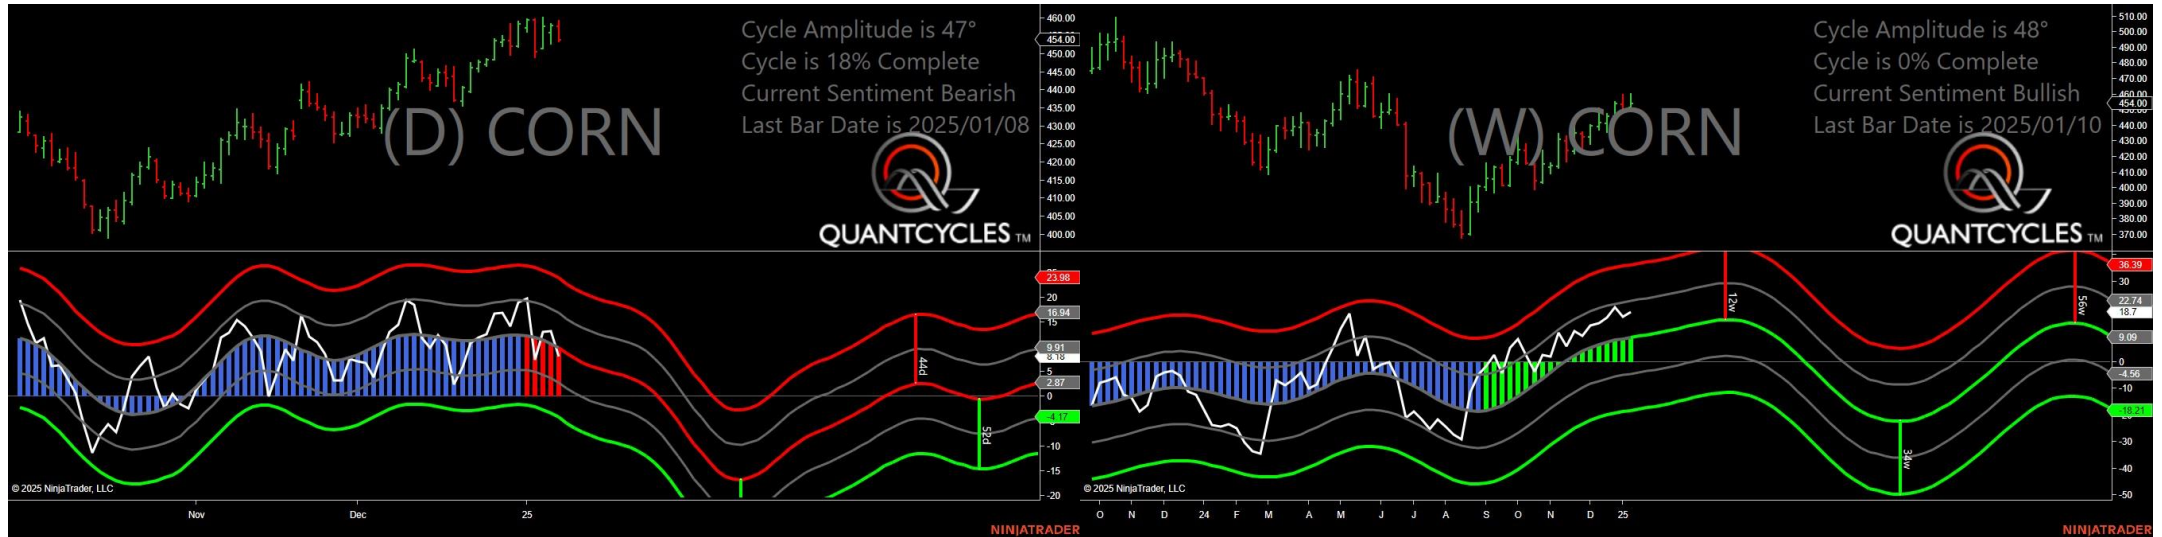 Cycle Amplitude is 47°
Cycle is 18% Complete
Current Sentiment Bearish
Last Bar Date is 2025/01/08
(D) CORN
QUANTCYCLES TM
460.00
454.00
450.00
445.00
440.00
435.00
430.00
425.00
420.00
415.00
410.00
405.00
400.00
23.98
20
16.94
15
9.91
8.18
5
2.87
0
-4.17
-10
-15
-20
44d
52d
© 2025 NinjaTrader, LLC
Nov
Dec
25
NINJATRADER
Cycle Amplitude is 48°
Cycle is 0% Complete
Current Sentiment Bullish
Last Bar Date is 2025/01/10
(W) CORN
QUANTCYCLES TM
510.00
500.00
490.00
480.00
470.00
460.00
454.00
440.00
430.00
420.00
410.00
400.00
390.00
380.00
370.00
36.39
30
22.74
18.7
9.09
0
-4.56
-10
-18.21
-30
-40
-50
12w
34w
56w
© 2025 NinjaTrader, LLC
O N D 24 F M A M J J A S O N D 25
NINJATRADER